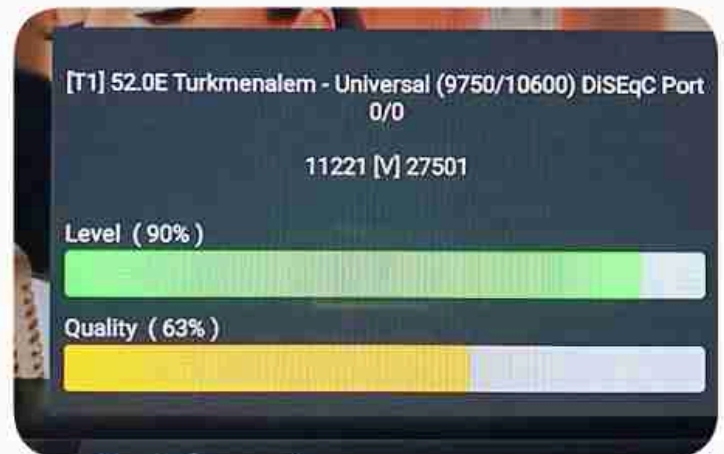 [T1] 52.0E Turkmenalem - Universal (9750/10600) DiSEqC Port
0/0
11221 [V] 27501
Level ( 90% )
Quality ( 63% )